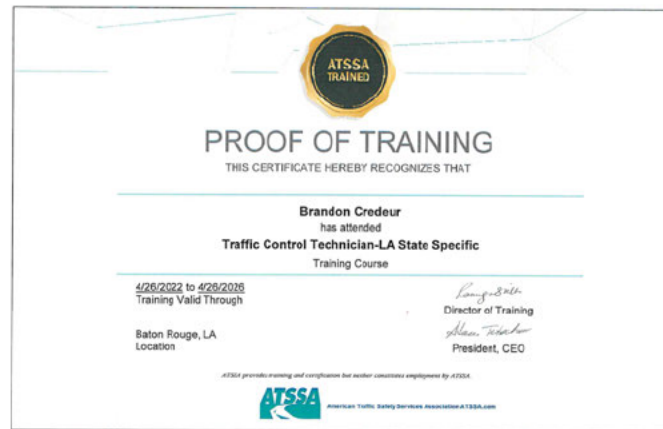 ATSSA
TRAINED
PROOF OF TRAINING
THIS CERTIFICATE HEREBY RECOGNIZES THAT
Brandon Credeur
has attended
Traffic Control Technician-LA State Specific
Training Course
4/26/2022 to 4/26/2026
Training Valid Through
Director of Training
Baton Rouge, LA
Location
President, CEO
ATSSA provides training and certification but neither constitutes employment by ATSSA.
ATSSA
American Traffic Safety Services Association-ATSSA.com